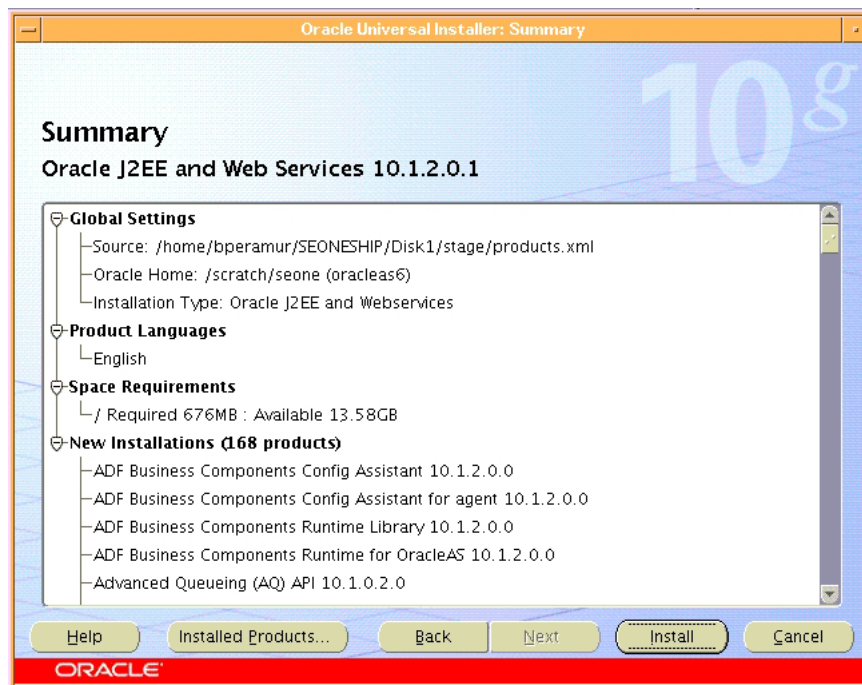 Oracle Universal Installer: Summary
10g
Summary
Oracle J2EE and Web Services 10.1.2.0.1
Global Settings
Source: /home/bperamur/SEONESHIP/Disk1/stage/products.xml
Oracle Home: /scratch/seone (oracleas6)
Installation Type: Oracle J2EE and Webservices
Product Languages
English
Space Requirements
/ Required 676MB : Available 13.58GB
New Installations (168 products)
ADF Business Components Config Assistant 10.1.2.0.0
ADF Business Components Config Assistant for agent 10.1.2.0.0
ADF Business Components Runtime Library 10.1.2.0.0
ADF Business Components Runtime for OracleAS 10.1.2.0.0
Advanced Queueing (AQ) API 10.1.0.2.0
Help Installed Products... Back Next Install Cancel
ORACLE